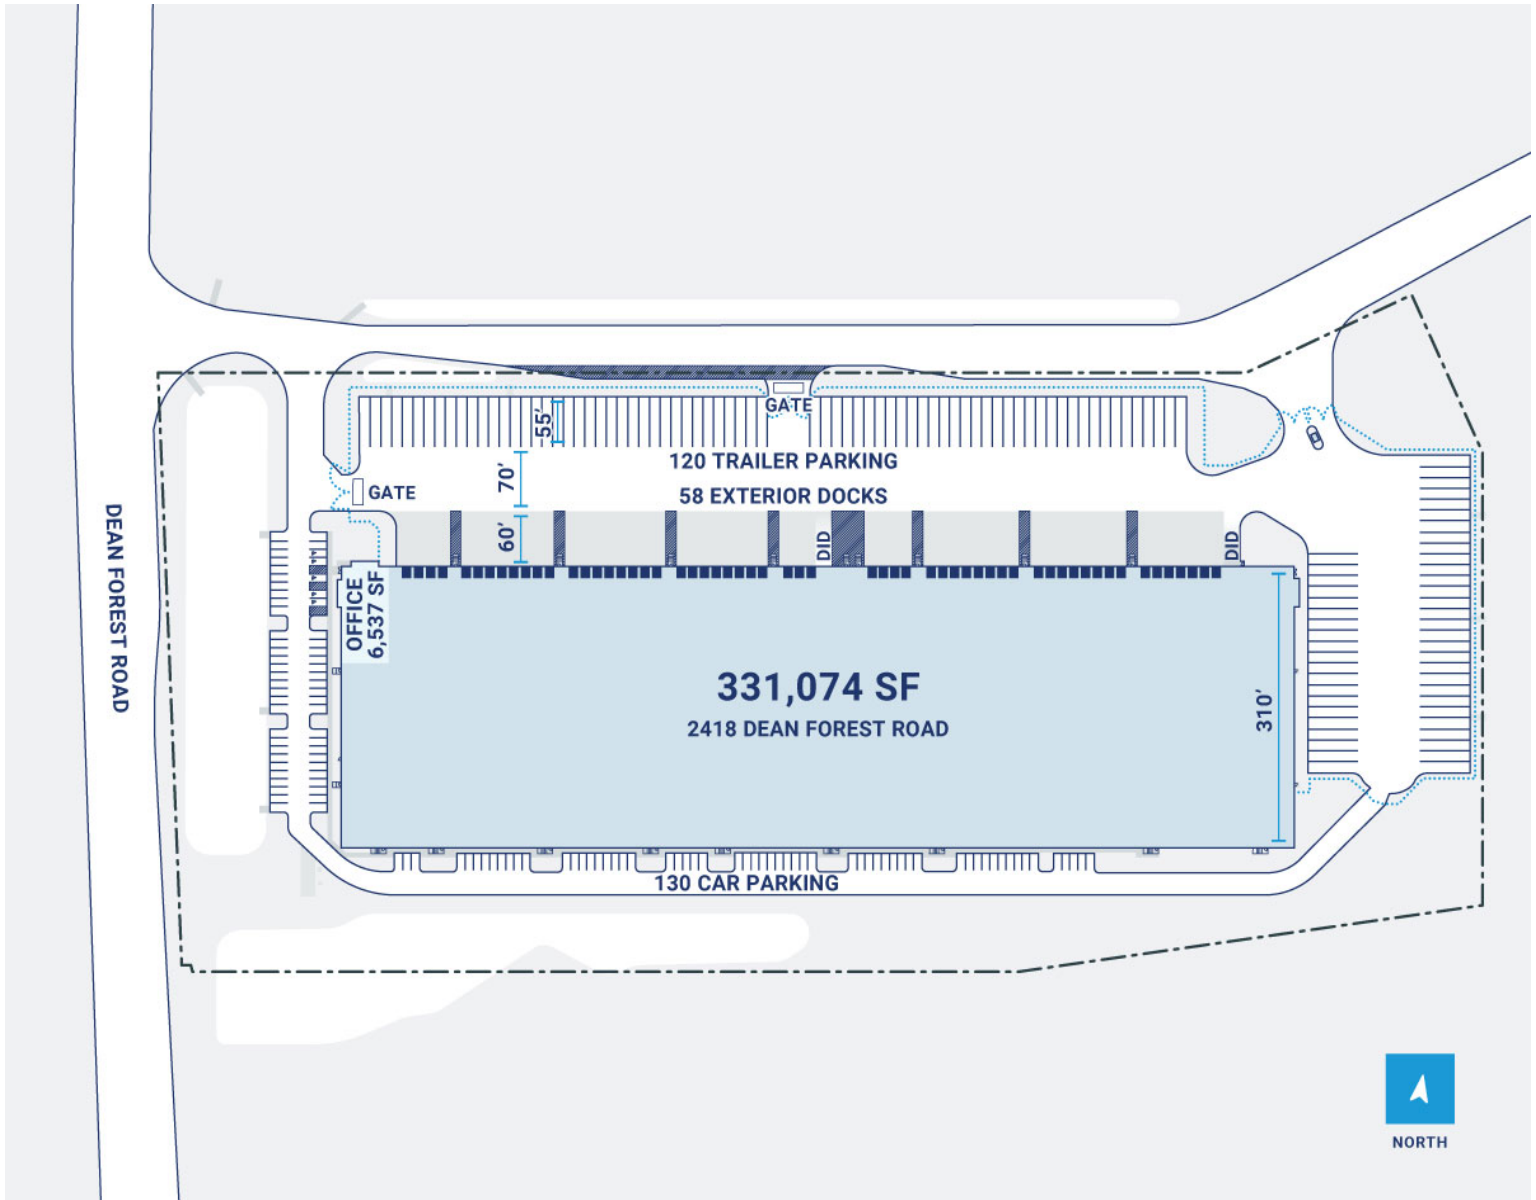 GATE
55'
120 TRAILER PARKING
70'
GATE
58 EXTERIOR DOCKS
60'
DID
DID
DEAN FOREST ROAD
OFFICE
6,537 SF
331,074 SF
2418 DEAN FOREST ROAD
310'
130 CAR PARKING
NORTH